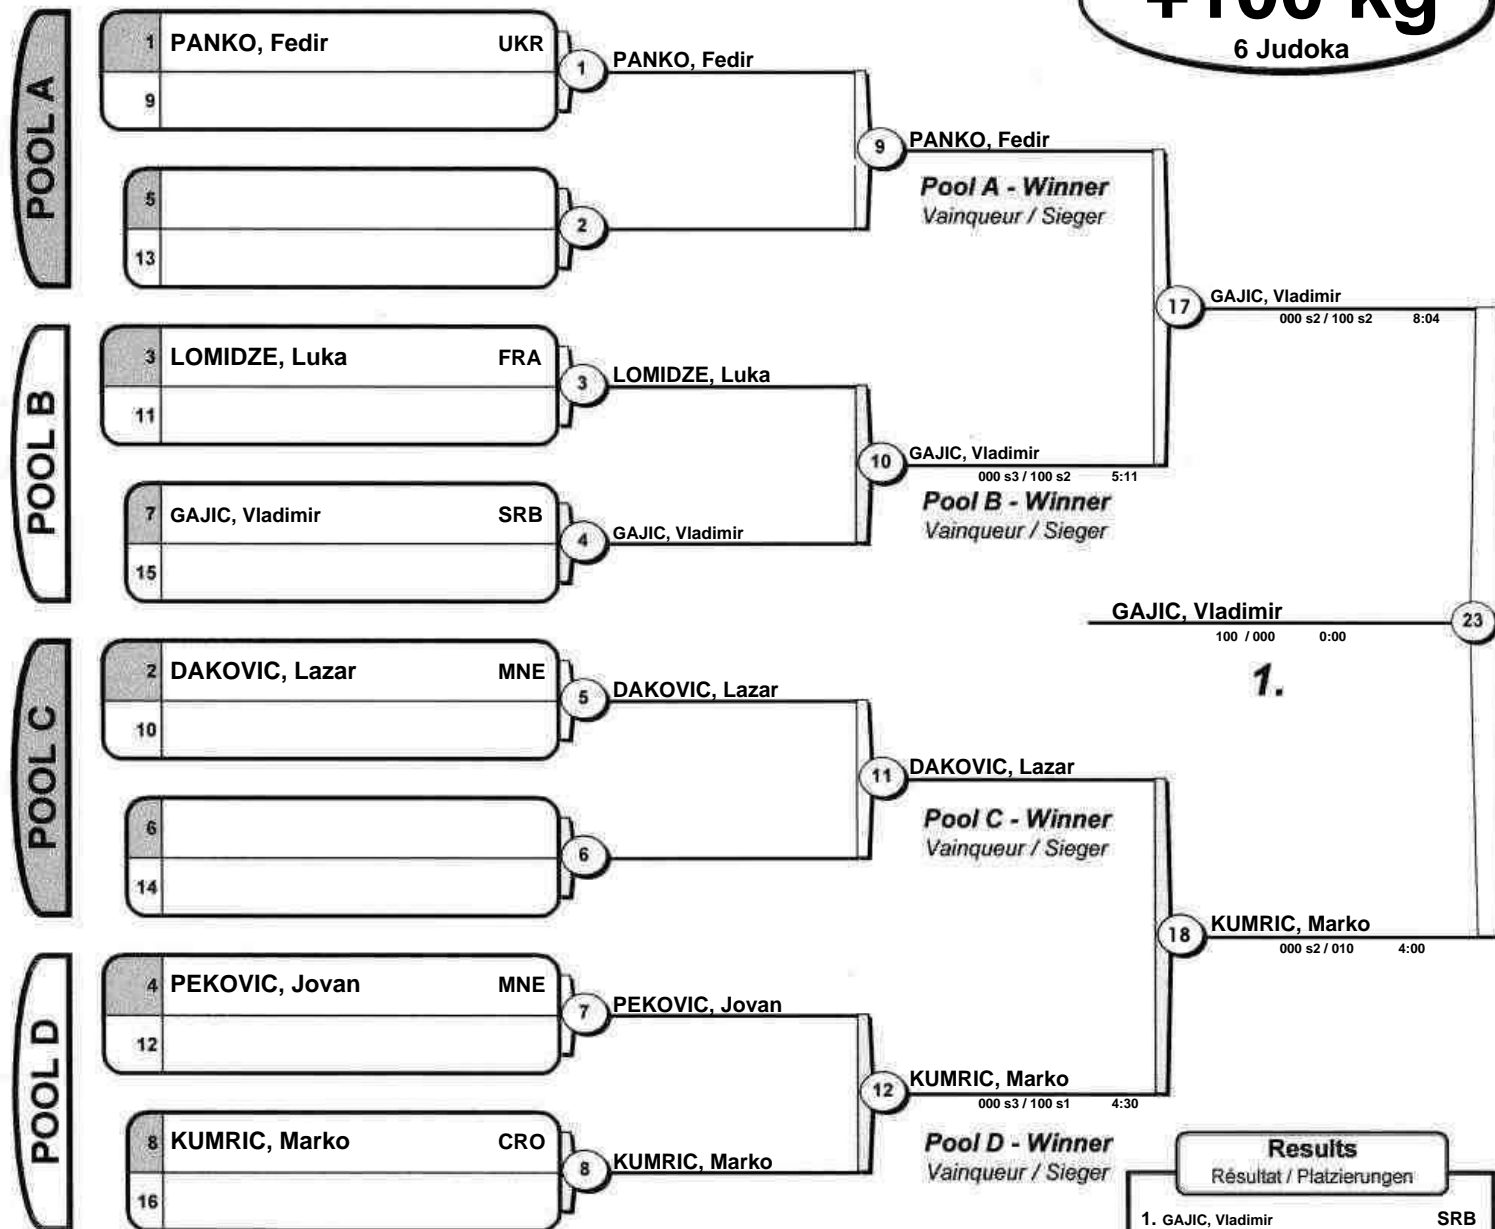 +100 kg
6 Judoka
POOL A
1 PANKO, Fedir UKR
9
1 PANKO, Fedir
5
13
2
9 PANKO, Fedir
Pool A - Winner
Vainqueur / Sieger
POOL B
3 LOMIDZE, Luka FRA
11
3 LOMIDZE, Luka
7 GAJIC, Vladimir SRB
15
4 GAJIC, Vladimir
10 GAJIC, Vladimir
000 s3 / 100 s2 5:11
Pool B - Winner
Vainqueur / Sieger
17 GAJIC, Vladimir
000 s2 / 100 s2 8:04
GAJIC, Vladimir 23
100 / 000 0:00
1.
POOL C
2 DAKOVIC, Lazar MNE
10
5 DAKOVIC, Lazar
6
14
6
11 DAKOVIC, Lazar
Pool C - Winner
Vainqueur / Sieger
POOL D
4 PEKOVIC, Jovan MNE
12
7 PEKOVIC, Jovan
8 KUMRIC, Marko CRO
16
8 KUMRIC, Marko
12 KUMRIC, Marko
000 s3 / 100 s1 4:30
Pool D - Winner
Vainqueur / Sieger
18 KUMRIC, Marko
000 s2 / 010 4:00
Results
Résultat / Platzierungen
1. GAJIC, Vladimir SRB